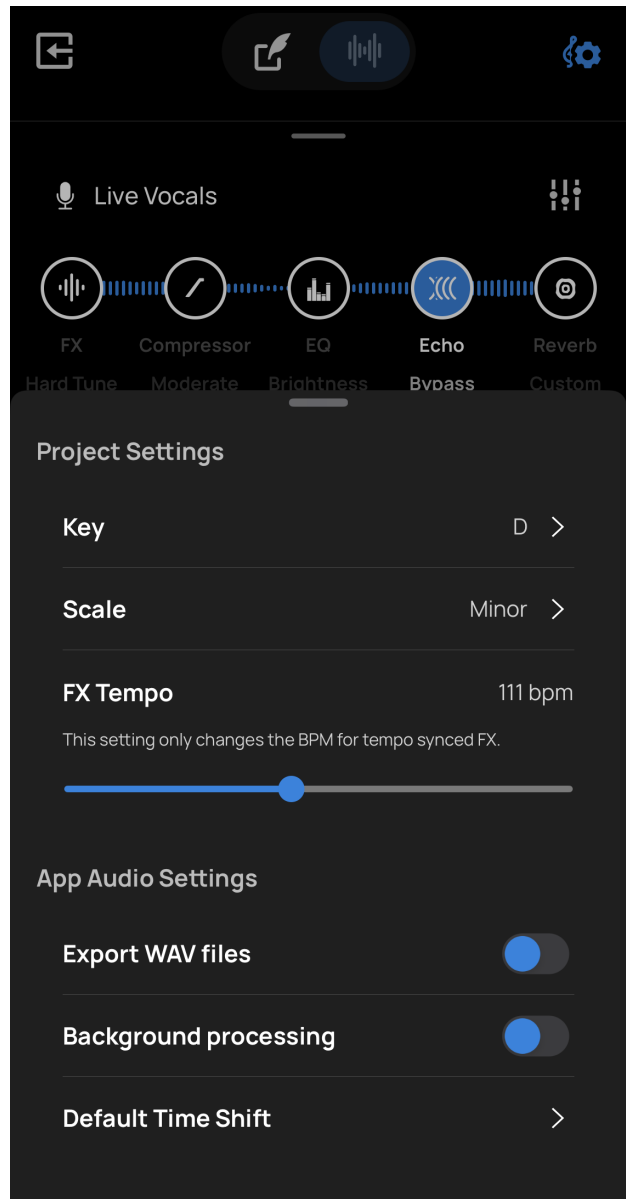 Live Vocals
FX Compressor EQ Echo Reverb
Hard Tune Moderate Brightness Bypass Custom
Project Settings
Key D
Scale Minor
FX Tempo 111 bpm
This setting only changes the BPM for tempo synced FX.
App Audio Settings
Export WAV files
Background processing
Default Time Shift